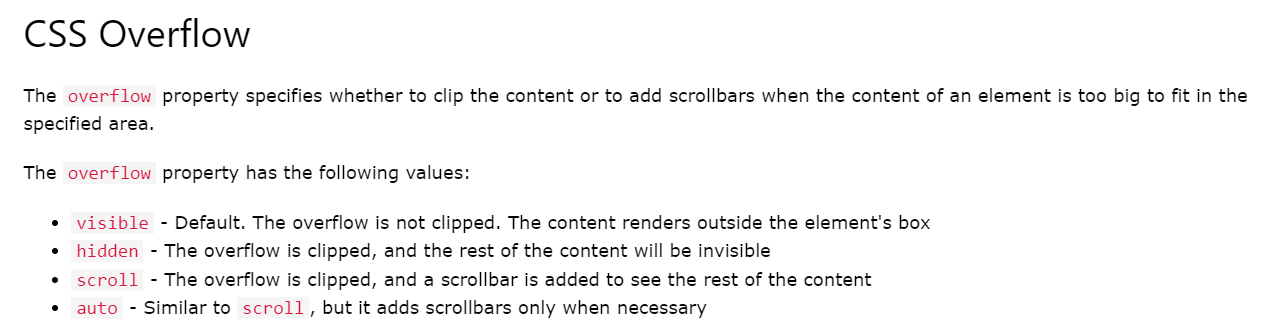 CSS Overflow
The overflow property specifies whether to clip the content or to add scrollbars when the content of an element is too big to fit in the
specified area.
The overflow property has the following values:
• visible - Default. The overflow is not clipped. The content renders outside the element's box
• hidden - The overflow is clipped, and the rest of the content will be invisible
• scroll - The overflow is clipped, and a scrollbar is added to see the rest of the content
• auto - Similar to scroll, but it adds scrollbars only when necessary